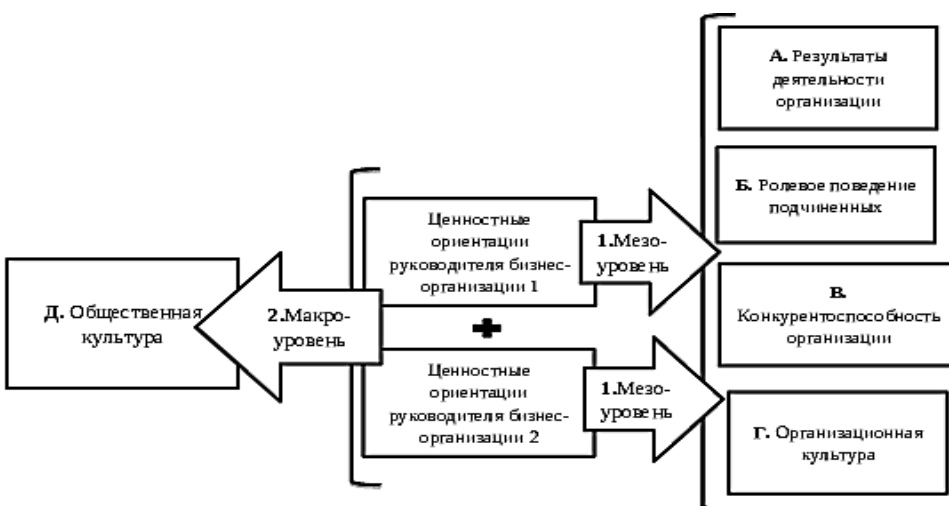 Д. Общественная
культура
2.Макро-
уровень
Ценностные
ориентации
руководителя бизнес-
организации 1
Ценностные
ориентации
руководителя бизнес-
организации 2
1.Мезо-
уровень
1.Мезо-
уровень
А. Результаты
деятельности
организации
Б. Ролевое поведение
подчиненных
В.
Конкурентоспособность
организации
Г. Организационная
культура